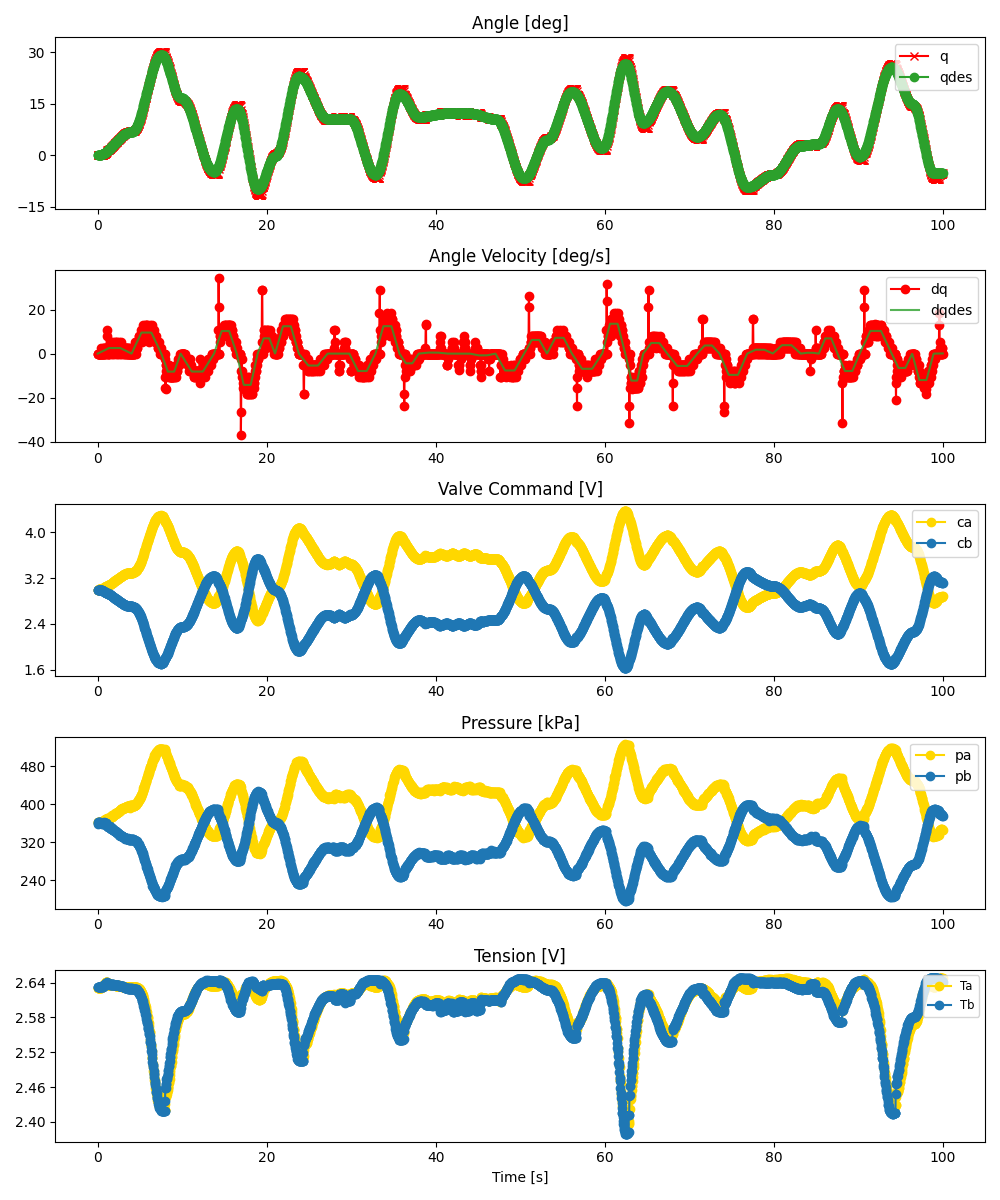 Angle [deg]
30
15
0
−15
q
qdes
0 20 40 60 80 100
Angle Velocity [deg/s]
20
0
−20
−40
dq
dqdes
0 20 40 60 80 100
Valve Command [V]
4.0
3.2
2.4
1.6
ca
cb
0 20 40 60 80 100
Pressure [kPa]
480
400
320
240
pa
pb
0 20 40 60 80 100
Tension [V]
2.64
2.58
2.52
2.46
2.40
Ta
Tb
0 20 40 60 80 100
Time [s]